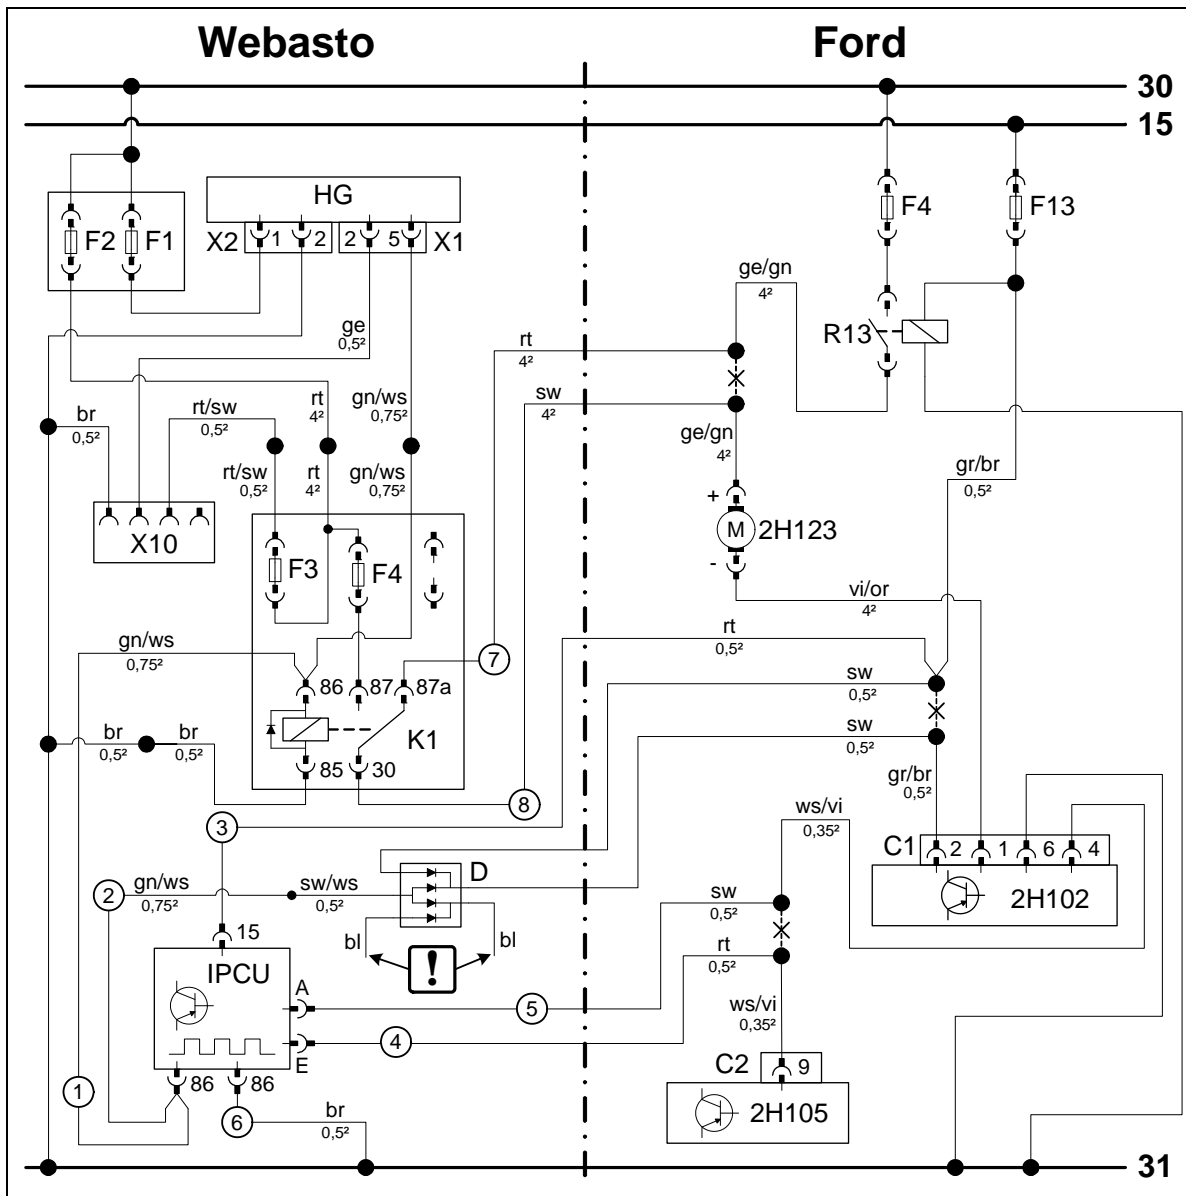 Webasto
Ford
30
15
HG
F2
F1
X2
1
2
2
5
X1
F4
F13
ge/gn
4²
ge
0,5²
R13
rt
4²
sw
4²
br
0,5²
rt/sw
0,5²
rt
4²
gn/ws
0,75²
ge/gn
4²
rt/sw
0,5²
rt
4²
gn/ws
0,75²
gr/br
0,5²
X10
+
M
2H123
-
F3
F4
vi/or
4²
gn/ws
0,75²
rt
0,5²
7
86
87
87a
sw
0,5²
br
0,5²
br
0,5²
K1
sw
0,5²
85
30
gr/br
0,5²
8
ws/vi
0,35²
3
C1
2
1
6
4
D
2
gn/ws
0,75²
sw/ws
0,5²
sw
0,5²
2H102
15
bl
!
bl
rt
0,5²
IPCU
A
5
ws/vi
0,35²
4
E
C2
9
1
86
86
2H105
6
br
0,5²
31